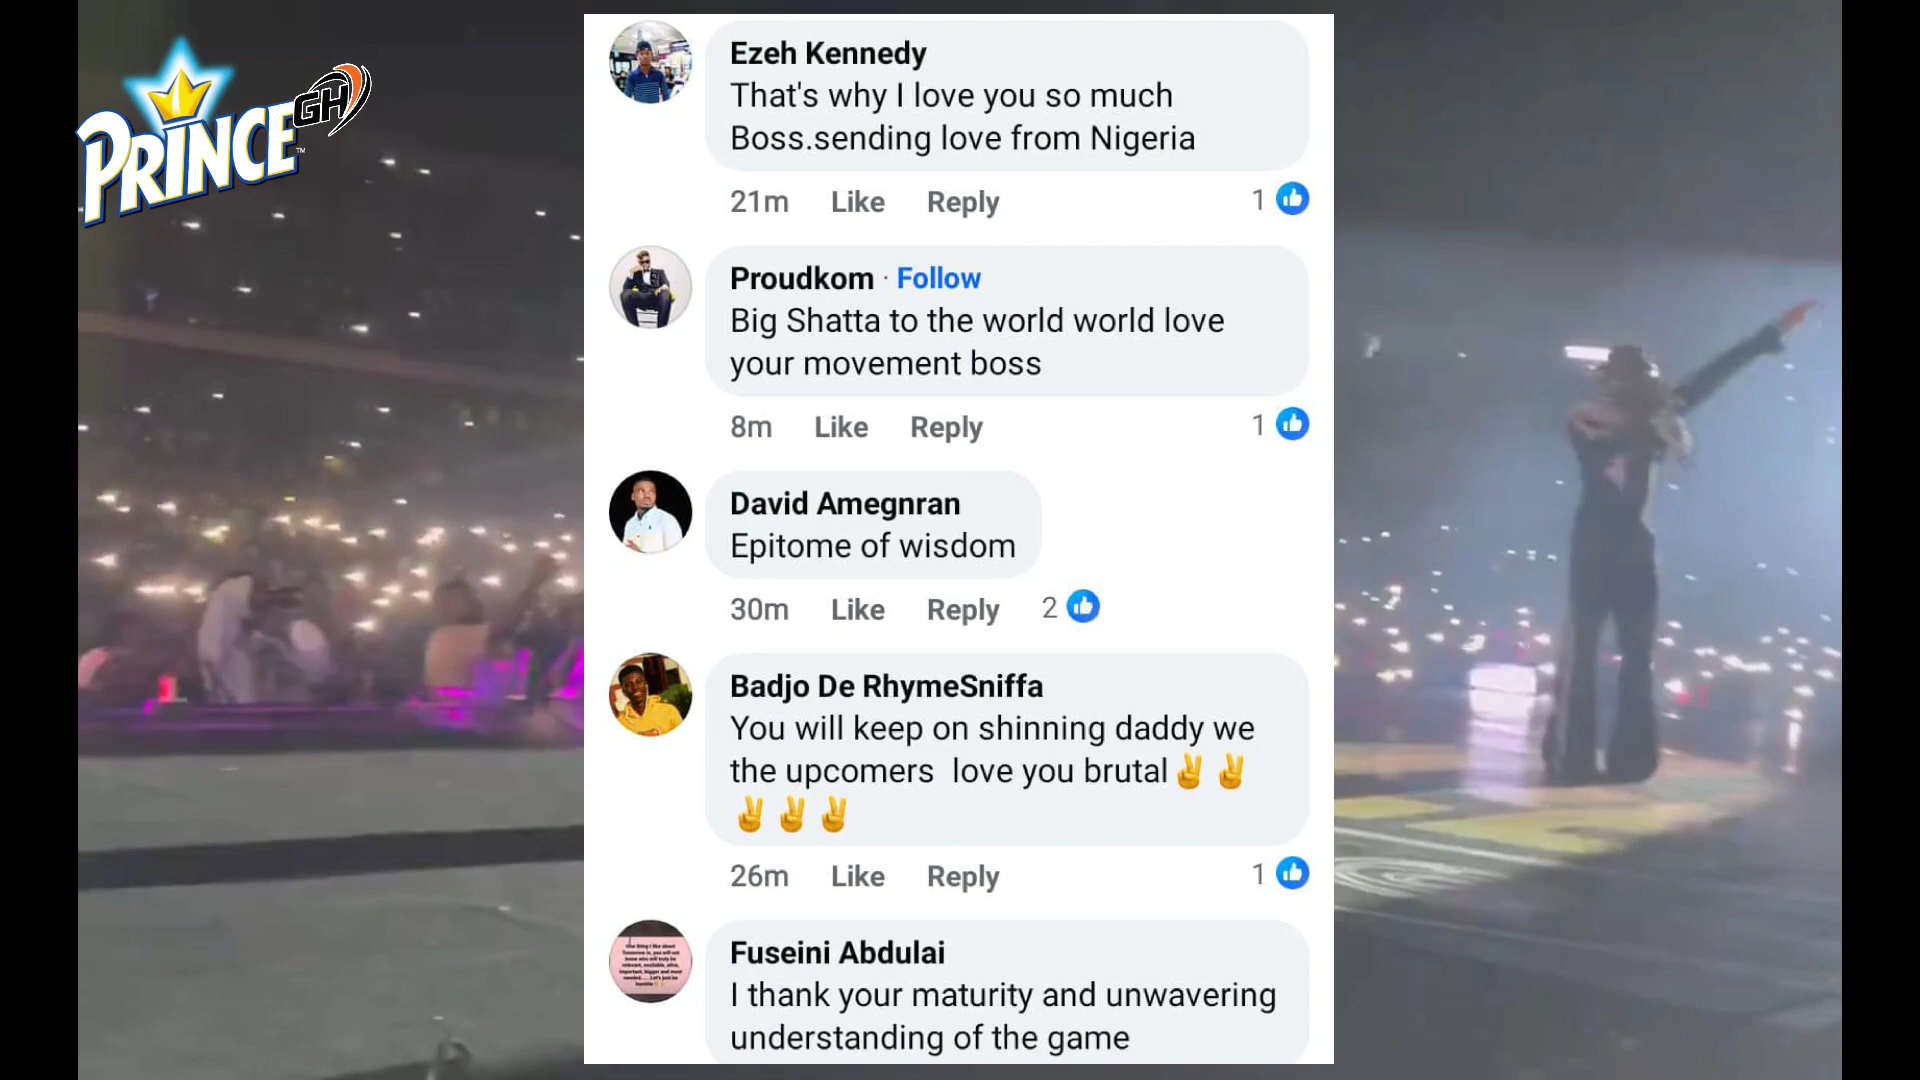 PRINCE GH
TM
Ezeh Kennedy
That's why I love you so much
Boss.sending love from Nigeria
21m Like Reply 1
Proudkom · Follow
Big Shatta to the world world love
your movement boss
8m Like Reply 1
David Amegnran
Epitome of wisdom
30m Like Reply 2
Badjo De RhymeSniffa
You will keep on shinning daddy we
the upcomers love you brutal✌️✌️
✌️✌️✌️
26m Like Reply 1
Fuseini Abdulai
I thank your maturity and unwavering
understanding of the game